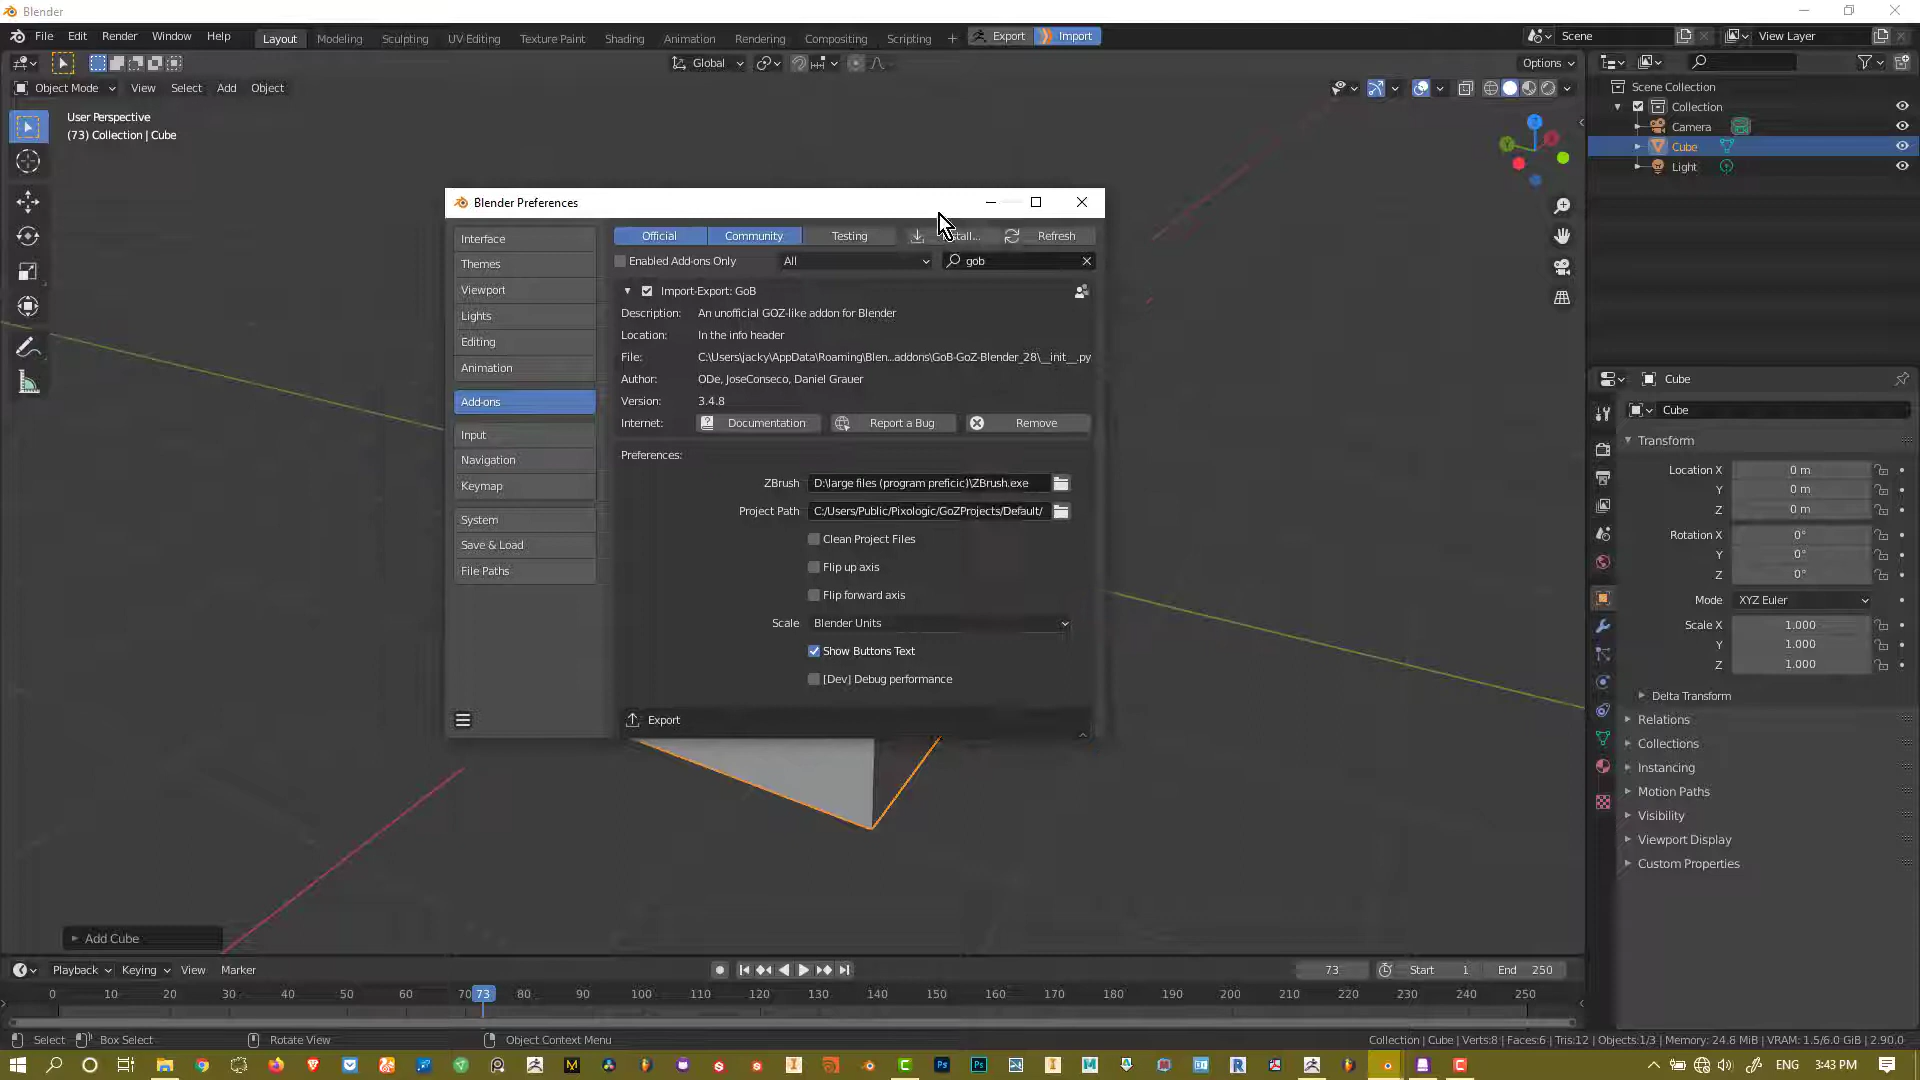 Blender
File Edit Render Window Help Layout Modeling Sculpting UV Editing Texture Paint Shading Animation Rendering Compositing Scripting Export Import Scene View Layer
Global Options
Object Mode View Select Add Object
Scene Collection
Collection
Camera
Cube
Light
User Perspective
(73) Collection | Cube
Blender Preferences
Interface
Themes
Viewport
Lights
Editing
Animation
Add-ons
Input
Navigation
Keymap
System
Save & Load
File Paths
Official Community Testing Refresh
Enabled Add-ons Only All gob
Import-Export: GoB
Description: An unofficial GOZ-like addon for Blender
Location: In the info header
File: C:\Users\jacky\AppData\Roaming\Blen...addons\GoB-GoZ-Blender_28\__init__.py
Author: ODe, JoseConseco, Daniel Grauer
Version: 3.4.8
Internet: Documentation Report a Bug Remove
Preferences:
ZBrush D:\large files (program preficic)\ZBrush.exe
Project Path C:/Users/Public/Pixologic/GoZProjects/Default/
Clean Project Files
Flip up axis
Flip forward axis
Scale Blender Units
Show Buttons Text
[Dev] Debug performance
Export
Cube
Cube
Transform
Location X 0 m
Y 0 m
Z 0 m
Rotation X 0°
Y 0°
Z 0°
Mode XYZ Euler
Scale X 1.000
Y 1.000
Z 1.000
Delta Transform
Relations
Collections
Instancing
Motion Paths
Visibility
Viewport Display
Custom Properties
Add Cube
Playback Keying View Marker 73 Start 1 End 250
0 10 20 30 40 50 60 70 73 80 90 100 110 120 130 140 150 160 170 180 190 200 210 220 230 240 250
Select Box Select Rotate View Object Context Menu Collection | Cube | Verts:8 | Faces:6 | Tris:12 | Objects:1/3 | Memory: 24.8 MiB | VRAM: 1.5/6.0 GiB | 2.90.0
ENG 3:43 PM